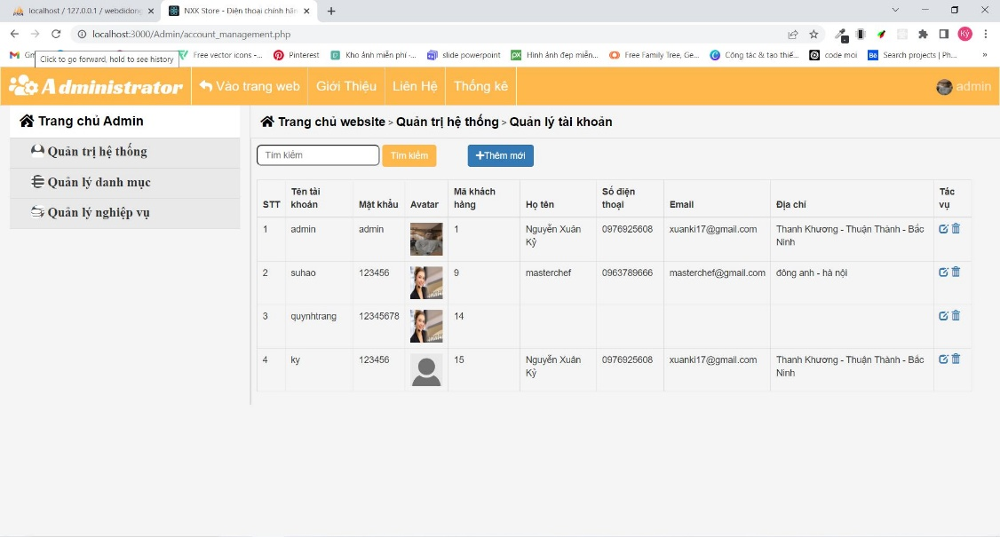 localhost / 127.0.0.1 / webdidong
NXK Store - Điện thoại chính hãn
localhost:3000/Admin/account_management.php
Kỳ
Click to go forward, hold to see history
Free vector icons -...
Pinterest
Kho ảnh miễn phí -...
slide powerpoint
Hình ảnh đẹp miễn...
Free Family Tree, Ge...
Công tác & tạo thiế...
code moi
Search projects | Ph...
»
Administrator
Vào trang web
Giới Thiệu
Liên Hệ
Thống kê
admin
Trang chủ Admin
Quản trị hệ thống
Quản lý danh mục
Quản lý nghiệp vụ
Trang chủ website > Quản trị hệ thống > Quản lý tài khoản
Tìm kiếm
Tìm kiếm
Thêm mới
STT Tên tài khoản Mật khẩu Avatar Mã khách hàng Họ tên Số điện thoại Email Địa chỉ Tác vụ
1 admin admin 1 Nguyễn Xuân Kỷ 0976925608 xuanki17@gmail.com Thanh Khương - Thuận Thành - Bắc Ninh
2 suhao 123456 9 masterchef 0963789666 masterchef@gmail.com đông anh - hà nội
3 quynhtrang 12345678 14
4 ky 123456 15 Nguyễn Xuân Kỷ 0976925608 xuanki17@gmail.com Thanh Khương - Thuận Thành - Bắc Ninh